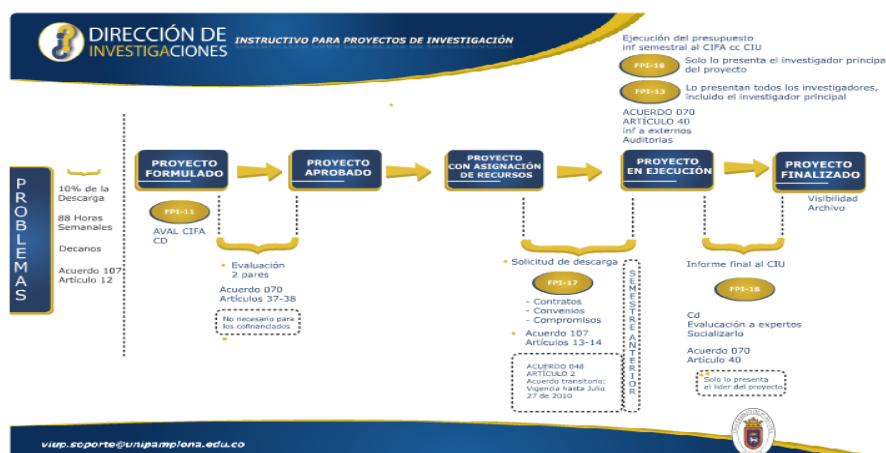 DIRECCIÓN DE
INVESTIGACIONES
INSTRUCTIVO PARA PROYECTOS DE INVESTIGACIÓN
Ejecución del presupuesto
inf semestral al CIFA cc CIU
FPI-18
Solo lo presenta el investigador principa
del proyecto
FPI-13
Lo presentan todos los investigadores,
incluido el investigador principal
ACUERDO 070
ARTÍCULO 40
inf a externos
Auditorias
PROBLEMAS
10% de la
Descarga
88 Horas
Semanales
Decanos
Acuerdo 107
Artículo 12
PROYECTO
FORMULADO
FPI-11
AVAL CIFA
CD
PROYECTO
APROBADO
Evaluación
2 pares
Acuerdo 070
Artículos 37-38
No necesario para
los cofinanciados
PROYECTO
CON ASIGNACIÓN
DE RECURSOS
PROYECTO
EN EJECUCIÓN
Solicitud de descarga
FPI-17
- Contratos
- Convenios
- Compromisos
Acuerdo 107
Artículos 13-14
ACUERDO 048
ARTÍCULO 2
Acuerdo transitorio:
Vigencia hasta Julio
27 de 2010
SEMESTRE ANTERIOR
PROYECTO
FINALIZADO
Visibilidad
Archivo
Informe final al CIU
FPI-18
Cd
Evalucación a expertos
Socializarlo
Acuerdo 070
Artículo 40
Solo lo presenta
el líder del proyecto
viup.soporte@unipamplona.edu.co